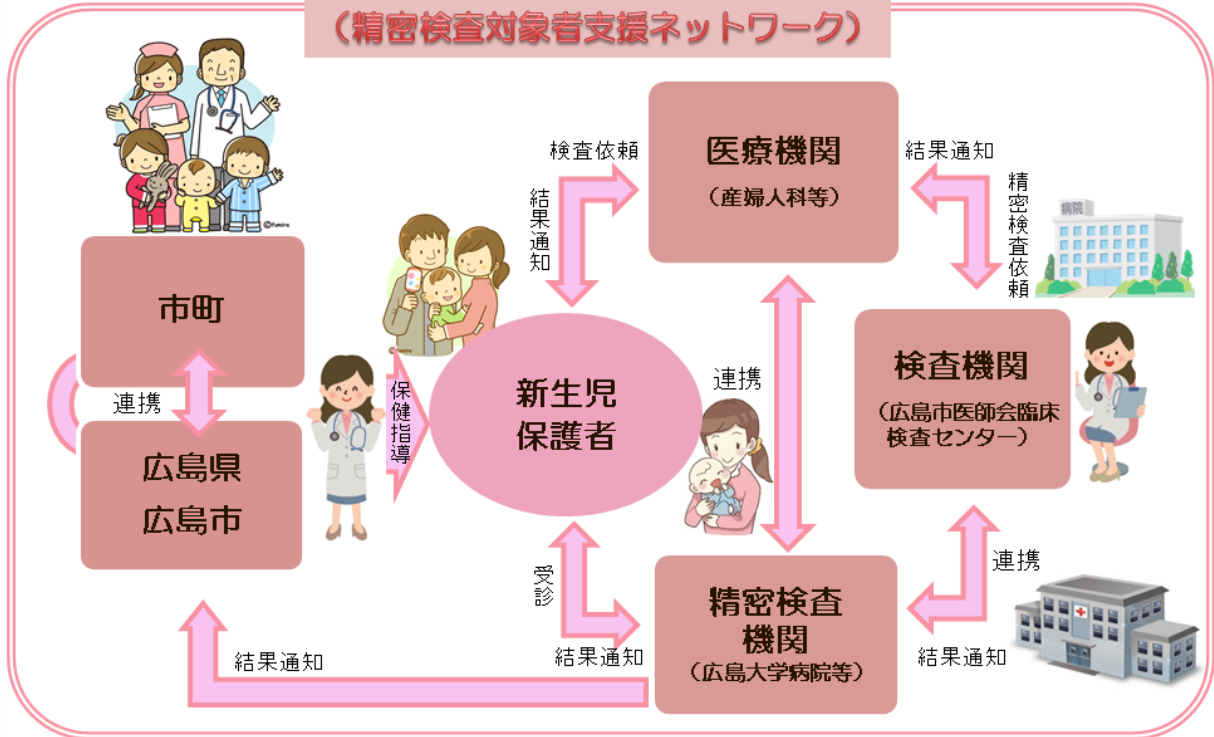 （精密検査対象者支援ネットワーク）
©fumira
市町
連携
広島県
広島市
©fumira
保健指導
新生児
保護者
検査依頼
結果通知
医療機関
（産婦人科等）
結果通知
精密検査依頼
病院
検査機関
（広島市医師会臨床
検査センター）
連携
連携
結果通知
精密検査
機関
（広島大学病院等）
受診
結果通知
結果通知